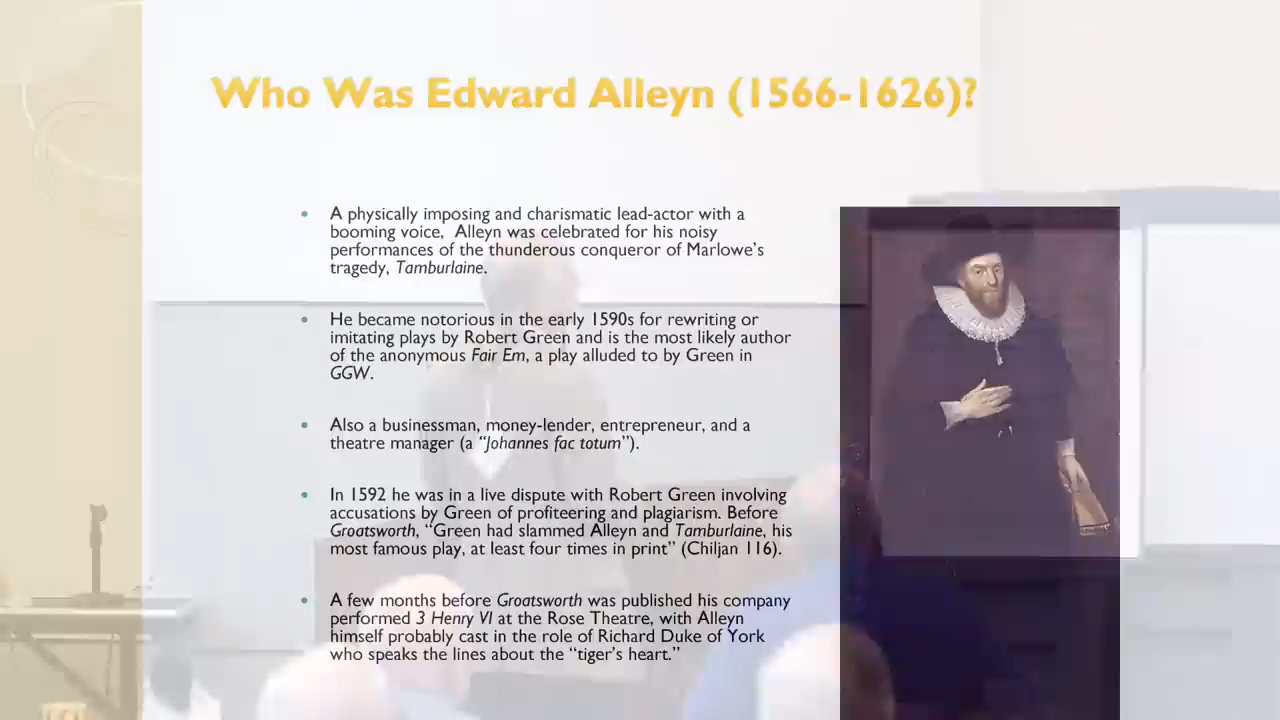 Who Was Edward Alleyn (1566-1626)?
• A physically imposing and charismatic lead-actor with a
booming voice, Alleyn was celebrated for his noisy
performances of the thunderous conqueror of Marlowe's
tragedy, Tamburlaine.
• He became notorious in the early 1590s for rewriting or
imitating plays by Robert Green and is the most likely author
of the anonymous Fair Em, a play alluded to by Green in
GGW.
• Also a businessman, money-lender, entrepreneur, and a
theatre manager (a “Johannes fac totum”).
• In 1592 he was in a live dispute with Robert Green involving
accusations by Green of profiteering and plagiarism. Before
Groatsworth, “Green had slammed Alleyn and Tamburlaine, his
most famous play, at least four times in print” (Chiljan 116).
• A few months before Groatsworth was published his company
performed 3 Henry VI at the Rose Theatre, with Alleyn
himself probably cast in the role of Richard Duke of York
who speaks the lines about the “tiger's heart.”